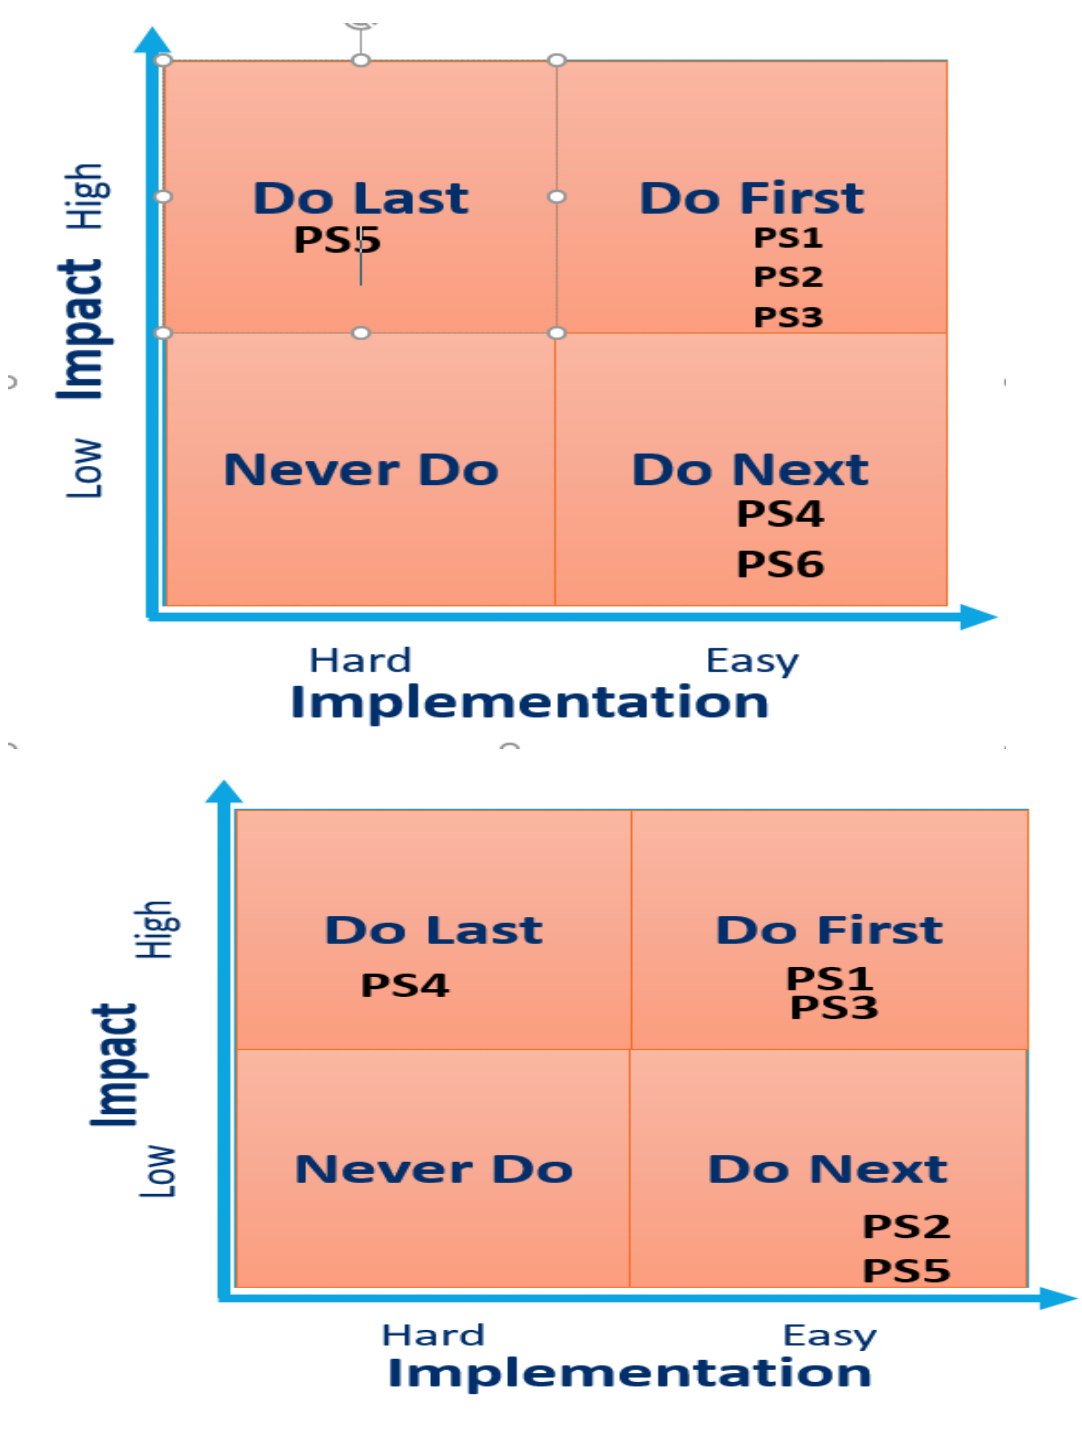 High
Impact
Low
Do Last
PS5
Do First
PS1
PS2
PS3
Never Do
Do Next
PS4
PS6
Hard
Easy
Implementation
High
Impact
Low
Do Last
PS4
Do First
PS1
PS3
Never Do
Do Next
PS2
PS5
Hard
Easy
Implementation